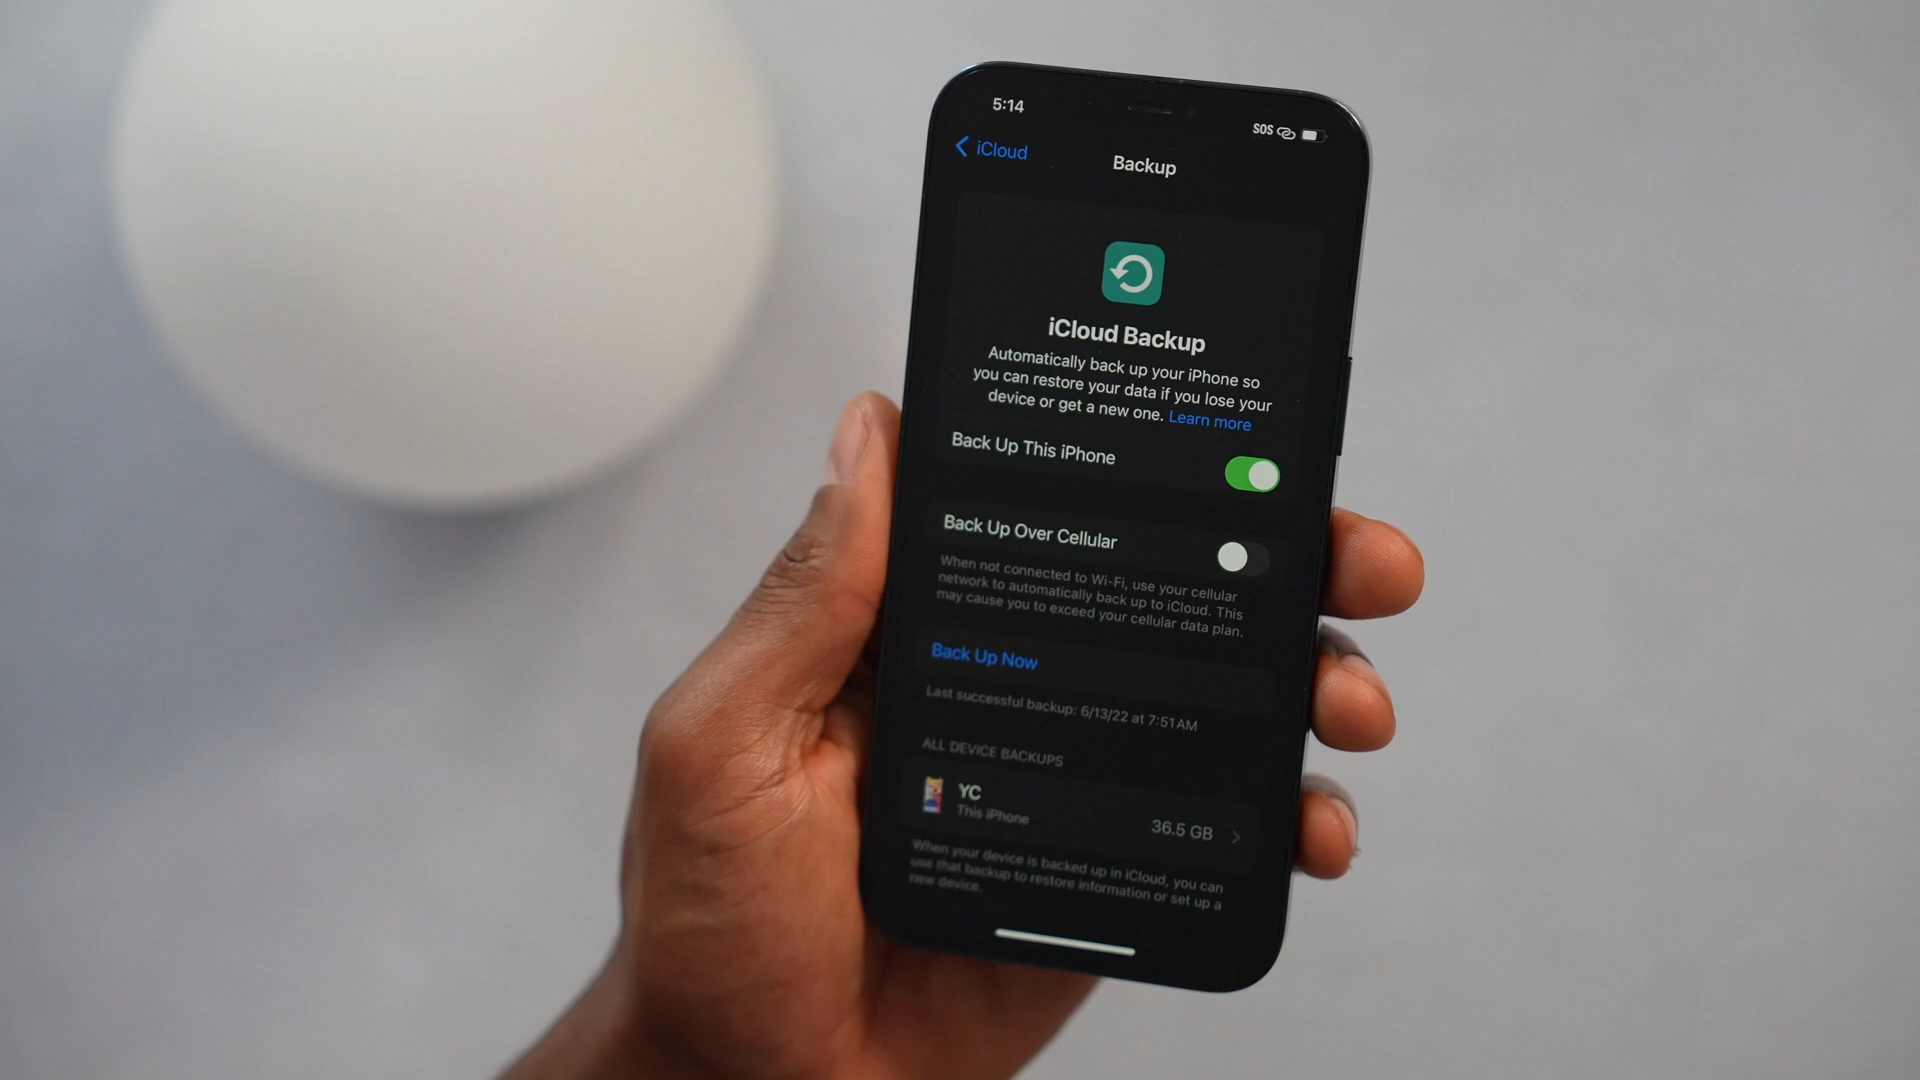 5:14
SOS
iCloud
Backup
iCloud Backup
Automatically back up your iPhone so
you can restore your data if you lose your
device or get a new one. Learn more
Back Up This iPhone
Back Up Over Cellular
When not connected to Wi-Fi, use your cellular
network to automatically back up to iCloud. This
may cause you to exceed your cellular data plan.
Back Up Now
Last successful backup: 6/13/22 at 7:51 AM
ALL DEVICE BACKUPS
YC
This iPhone
36.5 GB
When your device is backed up in iCloud, you can
use that backup to restore information or set up a
new device.